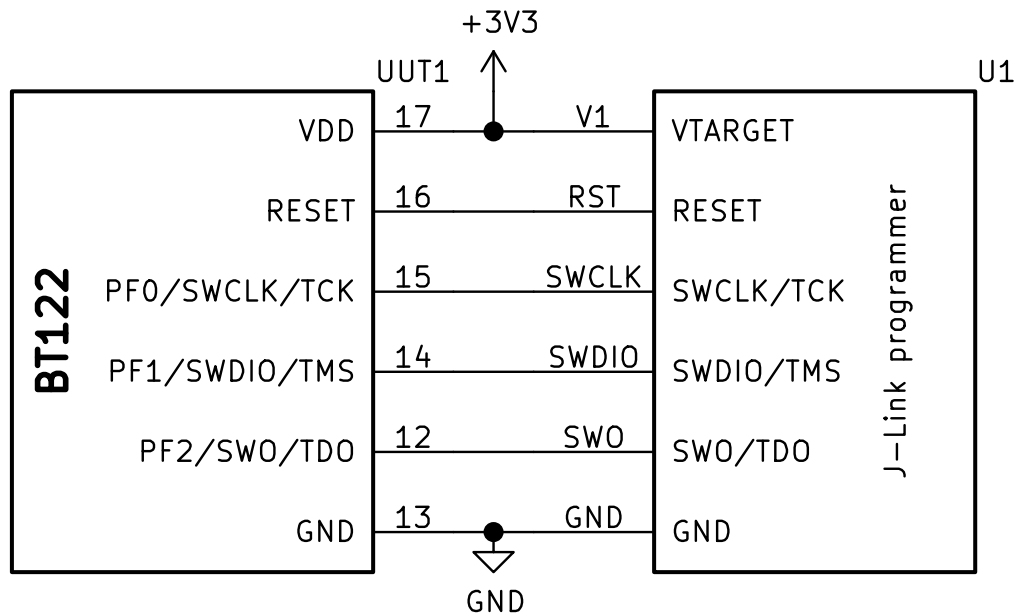 +3V3
UUT1
U1
VDD 17 V1 VTARGET
RESET 16 RST RESET
PF0/SWCLK/TCK 15 SWCLK SWCLK/TCK
PF1/SWDIO/TMS 14 SWDIO SWDIO/TMS
PF2/SWO/TDO 12 SWO SWO/TDO
GND 13 GND GND
GND
BT122
J-Link programmer